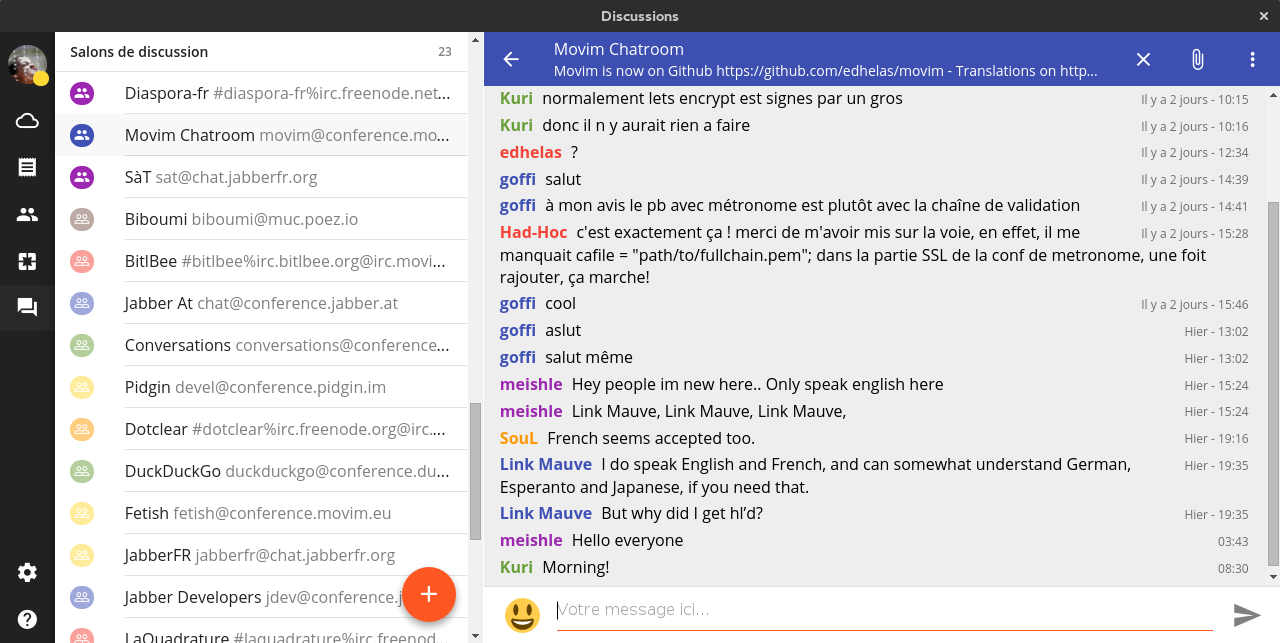 Discussions
Salons de discussion 23
Diaspora-fr #diaspora-fr%irc.freenode.net...
Movim Chatroom movim@conference.mo...
SàT sat@chat.jabberfr.org
Biboumi biboumi@muc.poez.io
BitlBee #bitlbee%irc.bitlbee.org@irc.movi...
Jabber At chat@conference.jabber.at
Conversations conversations@conference...
Pidgin devel@conference.pidgin.im
Dotclear #dotclear%irc.freenode.org@irc....
DuckDuckGo duckduckgo@conference.du...
Fetish fetish@conference.movim.eu
JabberFR jabberfr@chat.jabberfr.org
Jabber Developers jdev@conference.j
LaQuadrature #laquadrature%irc.freenod...
Movim Chatroom
Movim is now on Github https://github.com/edhelas/movim - Translations on http...
Kuri normalement lets encrypt est signes par un gros Il y a 2 jours - 10:15
Kuri donc il n y aurait rien a faire Il y a 2 jours - 10:16
edhelas ? Il y a 2 jours - 12:34
goffi salut Il y a 2 jours - 14:39
goffi à mon avis le pb avec métronome est plutôt avec la chaîne de validation Il y a 2 jours - 14:41
Had-Hoc c'est exactement ça ! merci de m'avoir mis sur la voie, en effet, il me Il y a 2 jours - 15:28
manquait cafile = "path/to/fullchain.pem"; dans la partie SSL de la conf de metronome, une foit
rajouter, ça marche!
goffi cool Il y a 2 jours - 15:46
goffi aslut Hier - 13:02
goffi salut même Hier - 13:02
meishle Hey people im new here.. Only speak english here Hier - 15:24
meishle Link Mauve, Link Mauve, Link Mauve, Hier - 15:24
SouL French seems accepted too. Hier - 19:16
Link Mauve I do speak English and French, and can somewhat understand German, Hier - 19:35
Esperanto and Japanese, if you need that.
Link Mauve But why did I get hl’d? Hier - 19:35
meishle Hello everyone 03:43
Kuri Morning! 08:30
Votre message ici...